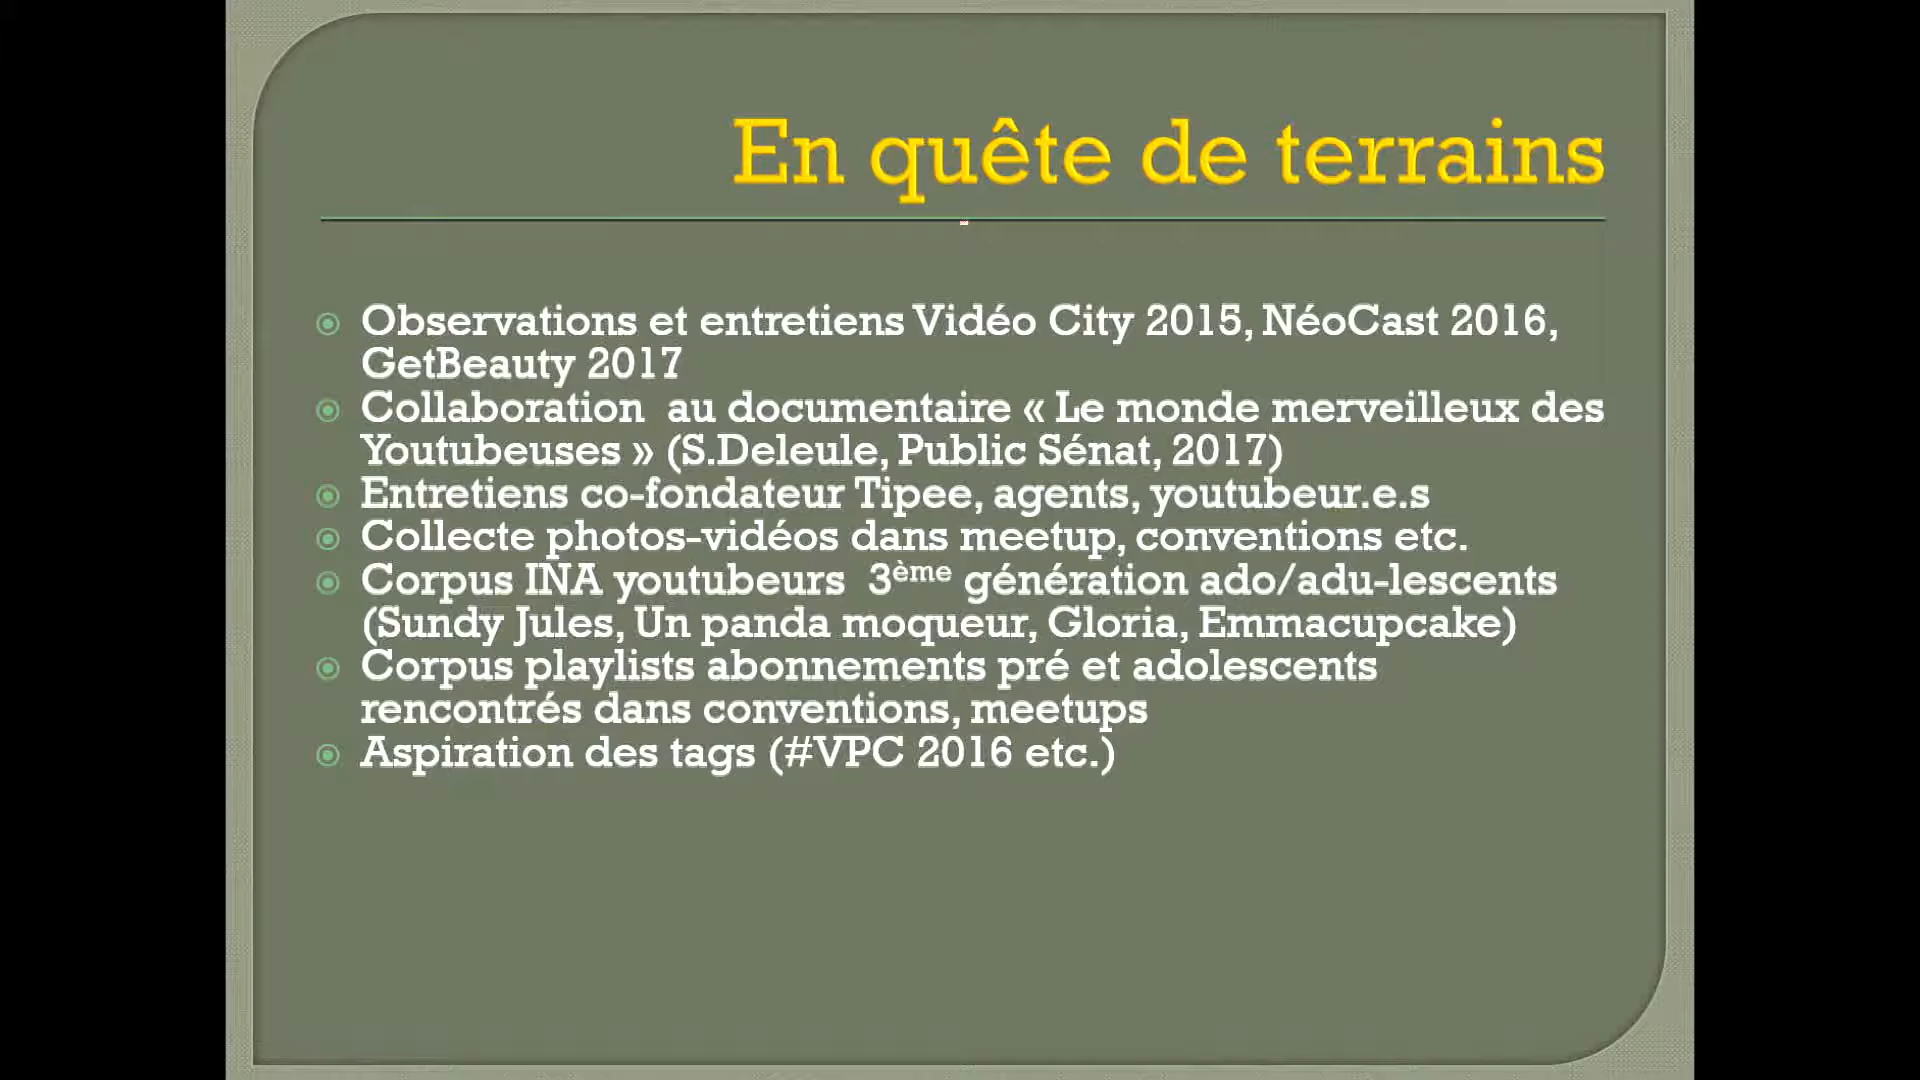 En quête de terrains
Observations et entretiens Vidéo City 2015, NéoCast 2016,
GetBeauty 2017
Collaboration au documentaire « Le monde merveilleux des
Youtubeuses » (S.Deleule, Public Sénat, 2017)
Entretiens co-fondateur Tipee, agents, youtubeur.e.s
Collecte photos-vidéos dans meetup, conventions etc.
Corpus INA youtubeurs 3ème génération ado/adu-lescents
(Sundy Jules, Un panda moqueur, Gloria, Emmacupcake)
Corpus playlists abonnements pré et adolescents
rencontrés dans conventions, meetups
Aspiration des tags (#VPC 2016 etc.)